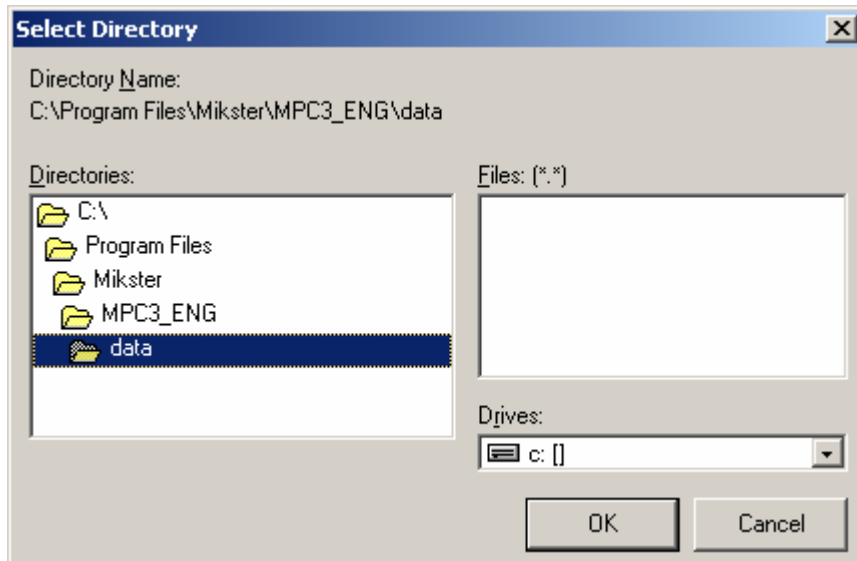 Select Directory
Directory Name:
C:\Program Files\Mikster\MPC3_ENG\data
Directories:
C:\
Program Files
Mikster
MPC3_ENG
data
Files: (*.*)
Drives:
c: []
OK
Cancel